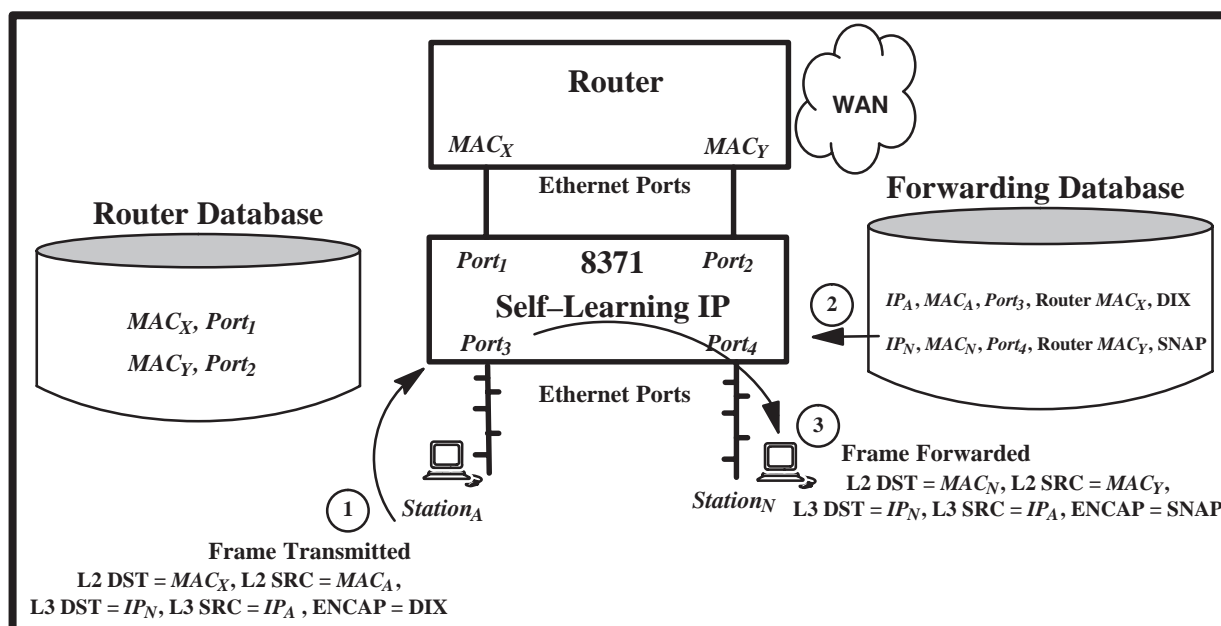 Router
WAN
MACX
MACY
Ethernet Ports
Router Database
Forwarding Database
Port1
8371
Port2
Self–Learning IP
Port3
Port4
MACX, Port1
MACY, Port2
2
IPA, MACA, Port3, Router MACX, DIX
IPN, MACN, Port4, Router MACY, SNAP
Ethernet Ports
1
StationA
StationN
3
Frame Forwarded
L2 DST = MACN, L2 SRC = MACY,
L3 DST = IPN, L3 SRC = IPA, ENCAP = SNAP
Frame Transmitted
L2 DST = MACX, L2 SRC = MACA,
L3 DST = IPN, L3 SRC = IPA , ENCAP = DIX